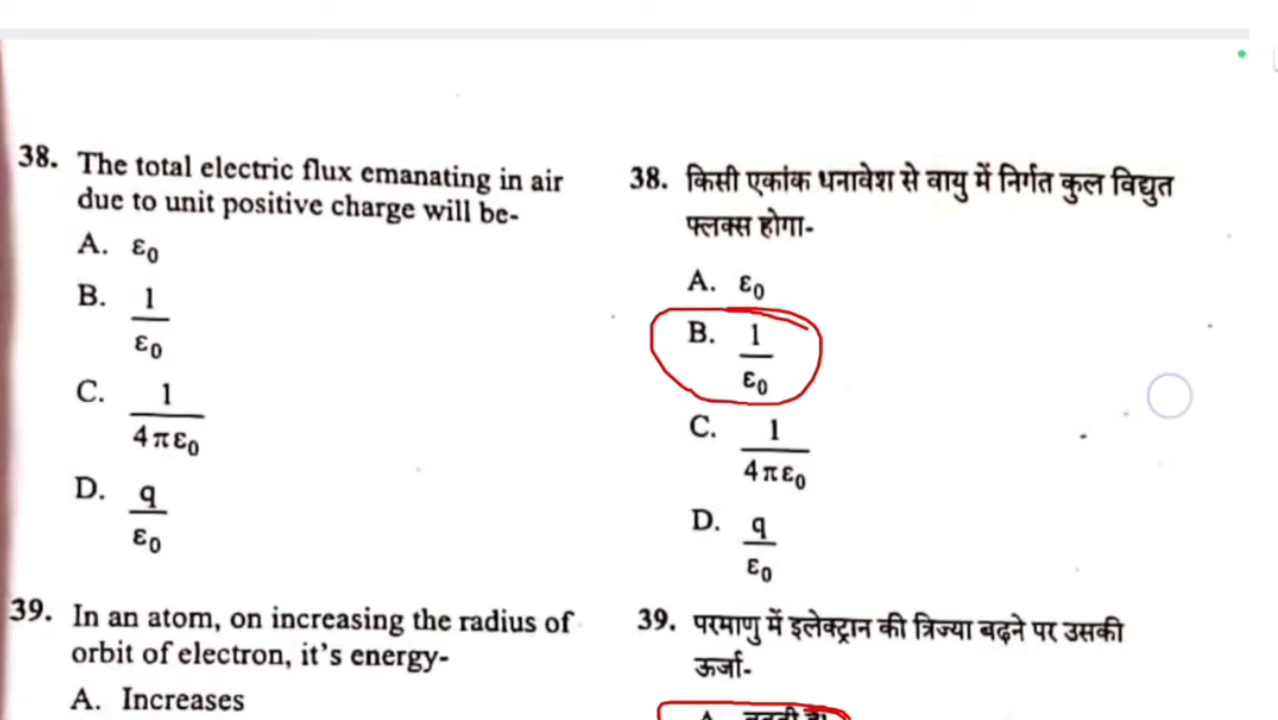 38. The total electric flux emanating in air
due to unit positive charge will be-
A. ε₀
B. 1/ε₀
C. 1/4πε₀
D. q/ε₀
39. In an atom, on increasing the radius of
orbit of electron, it's energy-
A. Increases
38. किसी एकांक धनावेश से वायु में निर्गत कुल विद्युत
फ्लक्स होगा-
A. ε₀
B. 1/ε₀
C. 1/4πε₀
D. q/ε₀
39. परमाणु में इलेक्ट्रान की त्रिज्या बढ़ने पर उसकी
ऊर्जा-